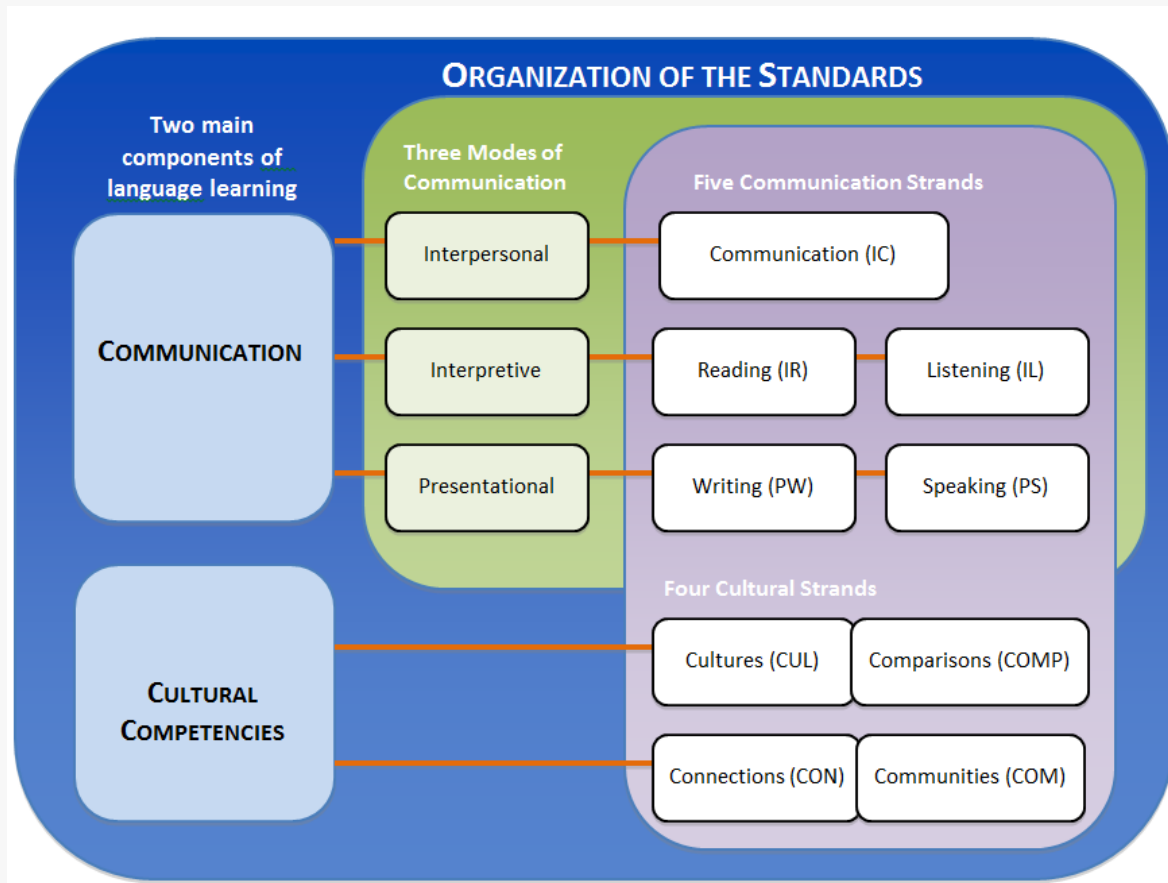 ORGANIZATION OF THE STANDARDS
Two main
components of
language learning
Three Modes of
Communication
Five Communication Strands
COMMUNICATION
Interpersonal
Communication (IC)
Interpretive
Reading (IR)
Listening (IL)
Presentational
Writing (PW)
Speaking (PS)
CULTURAL
COMPETENCIES
Four Cultural Strands
Cultures (CUL)
Comparisons (COMP)
Connections (CON)
Communities (COM)